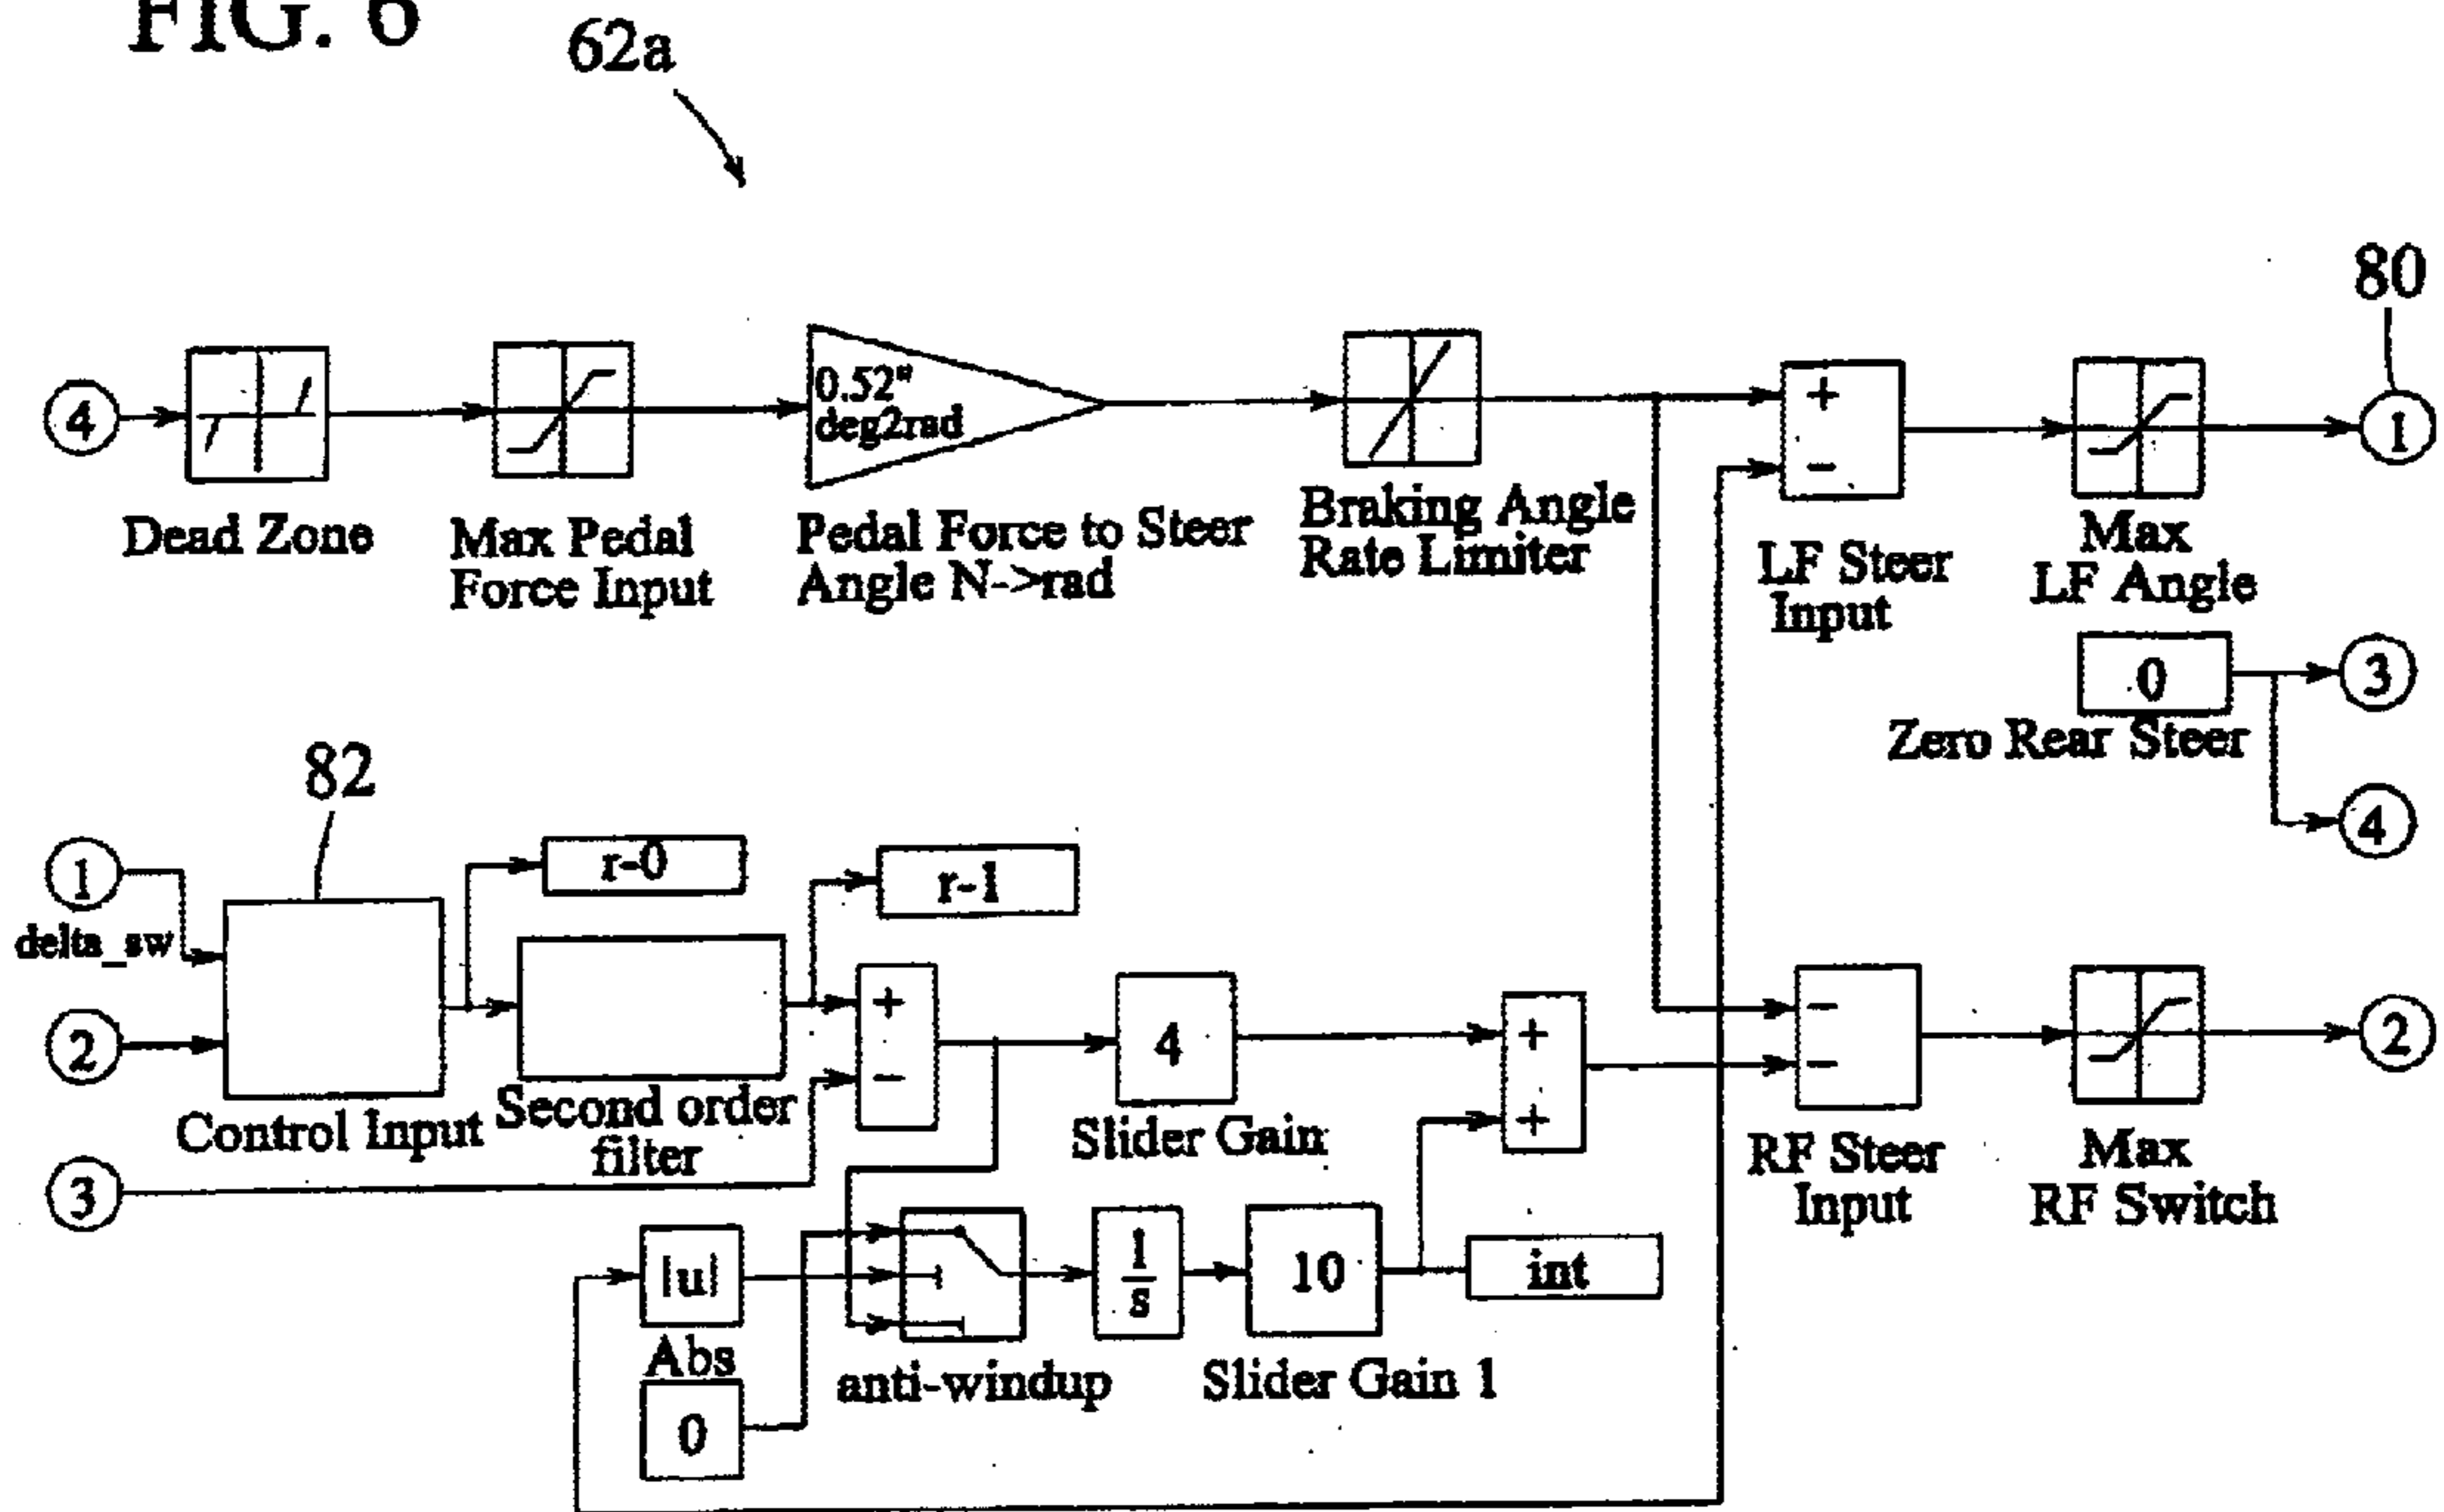 FIG. 6
62a
80
4
0.52"
deg2rad
+
-
1
Dead Zone
Max Pedal
Force Input
Pedal Force to Steer
Angle N->rad
Braking Angle
Rate Limiter
LF Steer
Input
Max
LF Angle
0
3
Zero Rear Steer
4
82
1
delta_sw
r-0
r-1
2
Control Input
Second order
filter
+
-
4
Slider Gain
+
+
-
-
2
RF Steer
Input
Max
RF Switch
3
|u|
Abs
0
anti-windup
1
s
10
Slider Gain 1
int